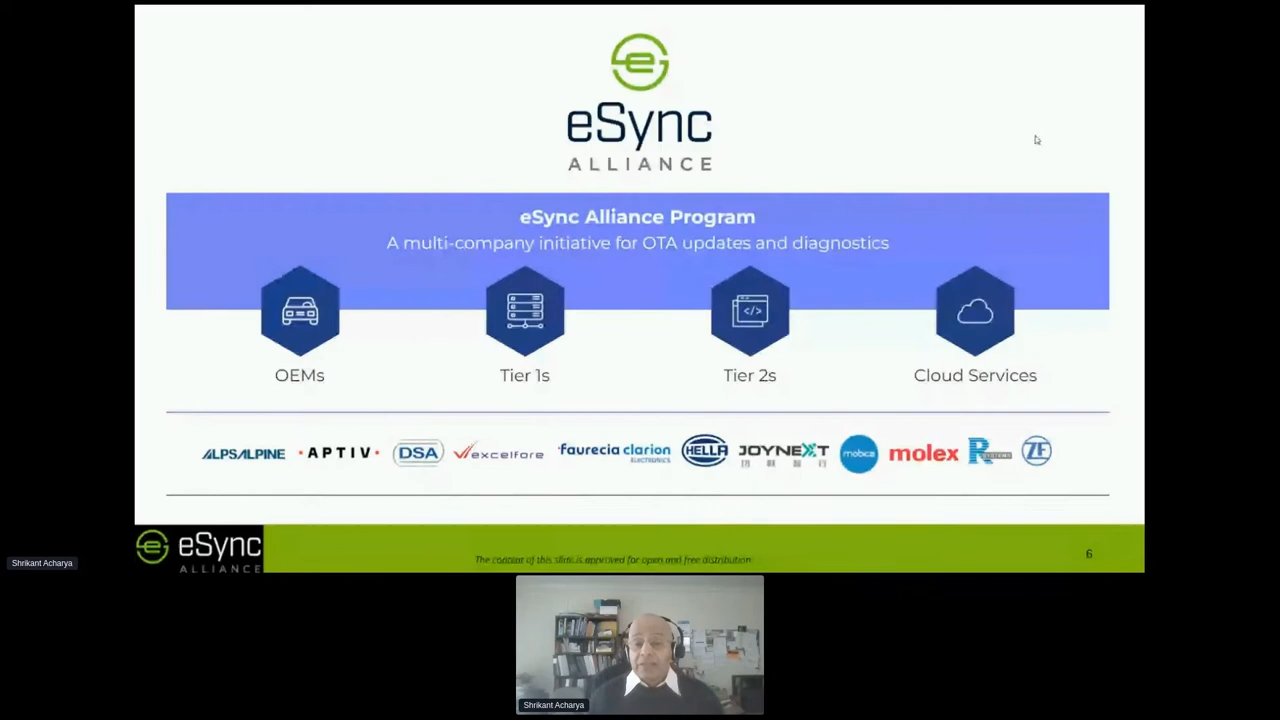 eSync
ALLIANCE
eSync Alliance Program
A multi-company initiative for OTA updates and diagnostics
</>
OEMs
Tier 1s
Tier 2s
Cloud Services
ALPSALPINE
• APTIV •
DSA
excelfore
faurecia clarion
ELECTRONICS
HELLA
JOYNEXT
mobica
molex
R SYSTEMS
ZF
eSync
ALLIANCE
The content of this slide is approved for open and free distribution
6
Shrikant Acharya
Shrikant Acharya